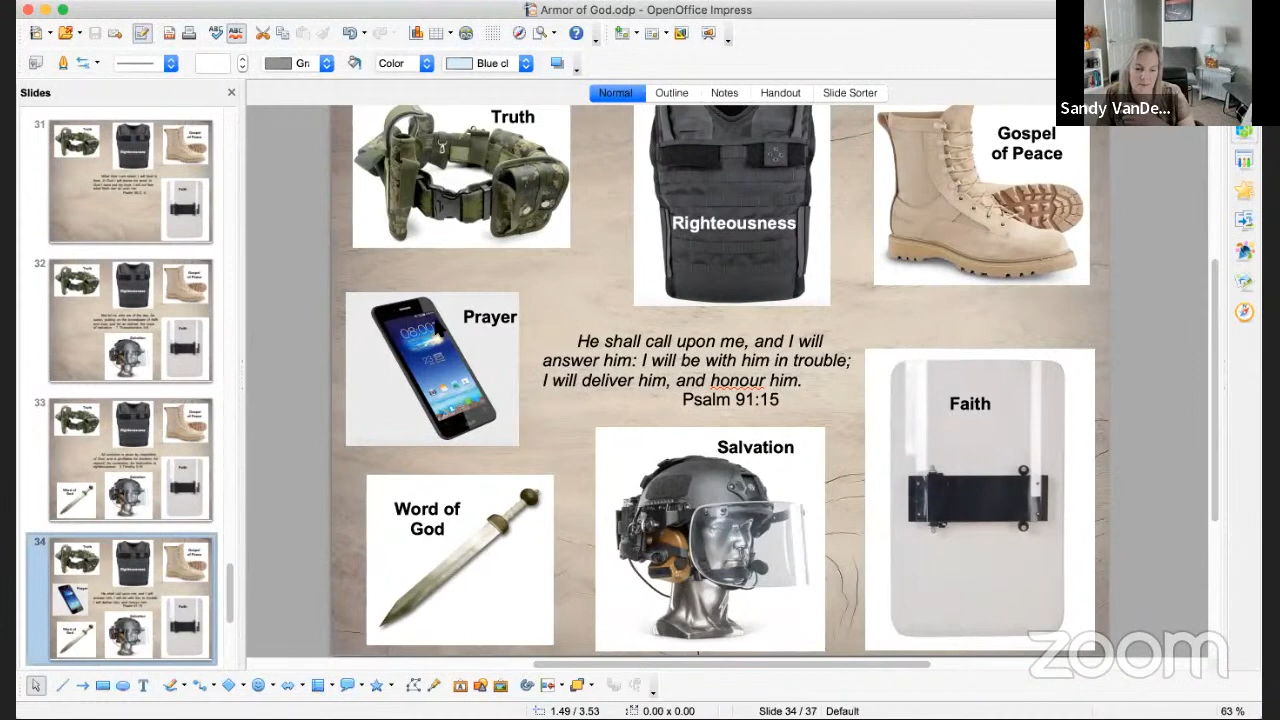 Armor of God.odp - OpenOffice Impress
Color
Blue cl
Slides
Normal
Outline
Notes
Handout
Slide Sorter
Sandy VanDe...
31
32
33
34
Truth
Righteousness
Gospel
of Peace
Prayer
08:00
23
He shall call upon me, and I will
answer him: I will be with him in trouble;
I will deliver him, and honour him.
Psalm 91:15
Faith
Salvation
Word of
God
zoom
1.49 / 3.53
0.00 x 0.00
Slide 34 / 37
Default
63 %